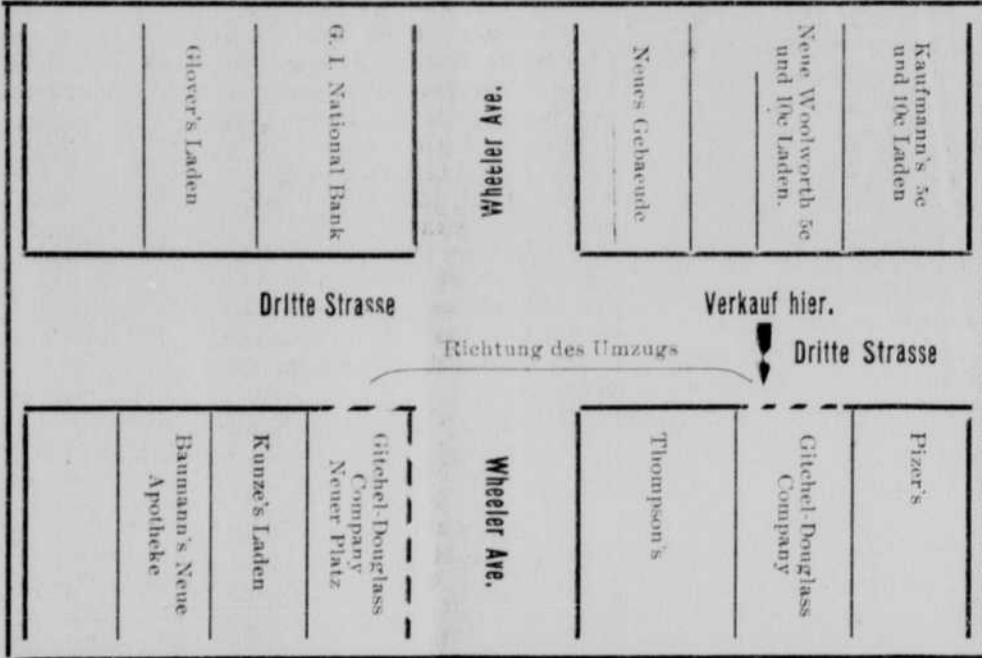 Glover's Laden
G. I. National Bank
Wheeler Ave.
Neues Gebaeude
Neue Woolworth 5c
und 10c Laden.
Kaufmann's 5c
und 10c Laden
Dritte Strasse
Verkauf hier.
Richtung des Umzugs
Dritte Strasse
Baumann's Neue
Apotheke
Kunze's Laden
Gitchel-Douglass
Company
Neuer Platz
Wheeler Ave.
Thompson's
Gitchel-Douglass
Company
Pizer's